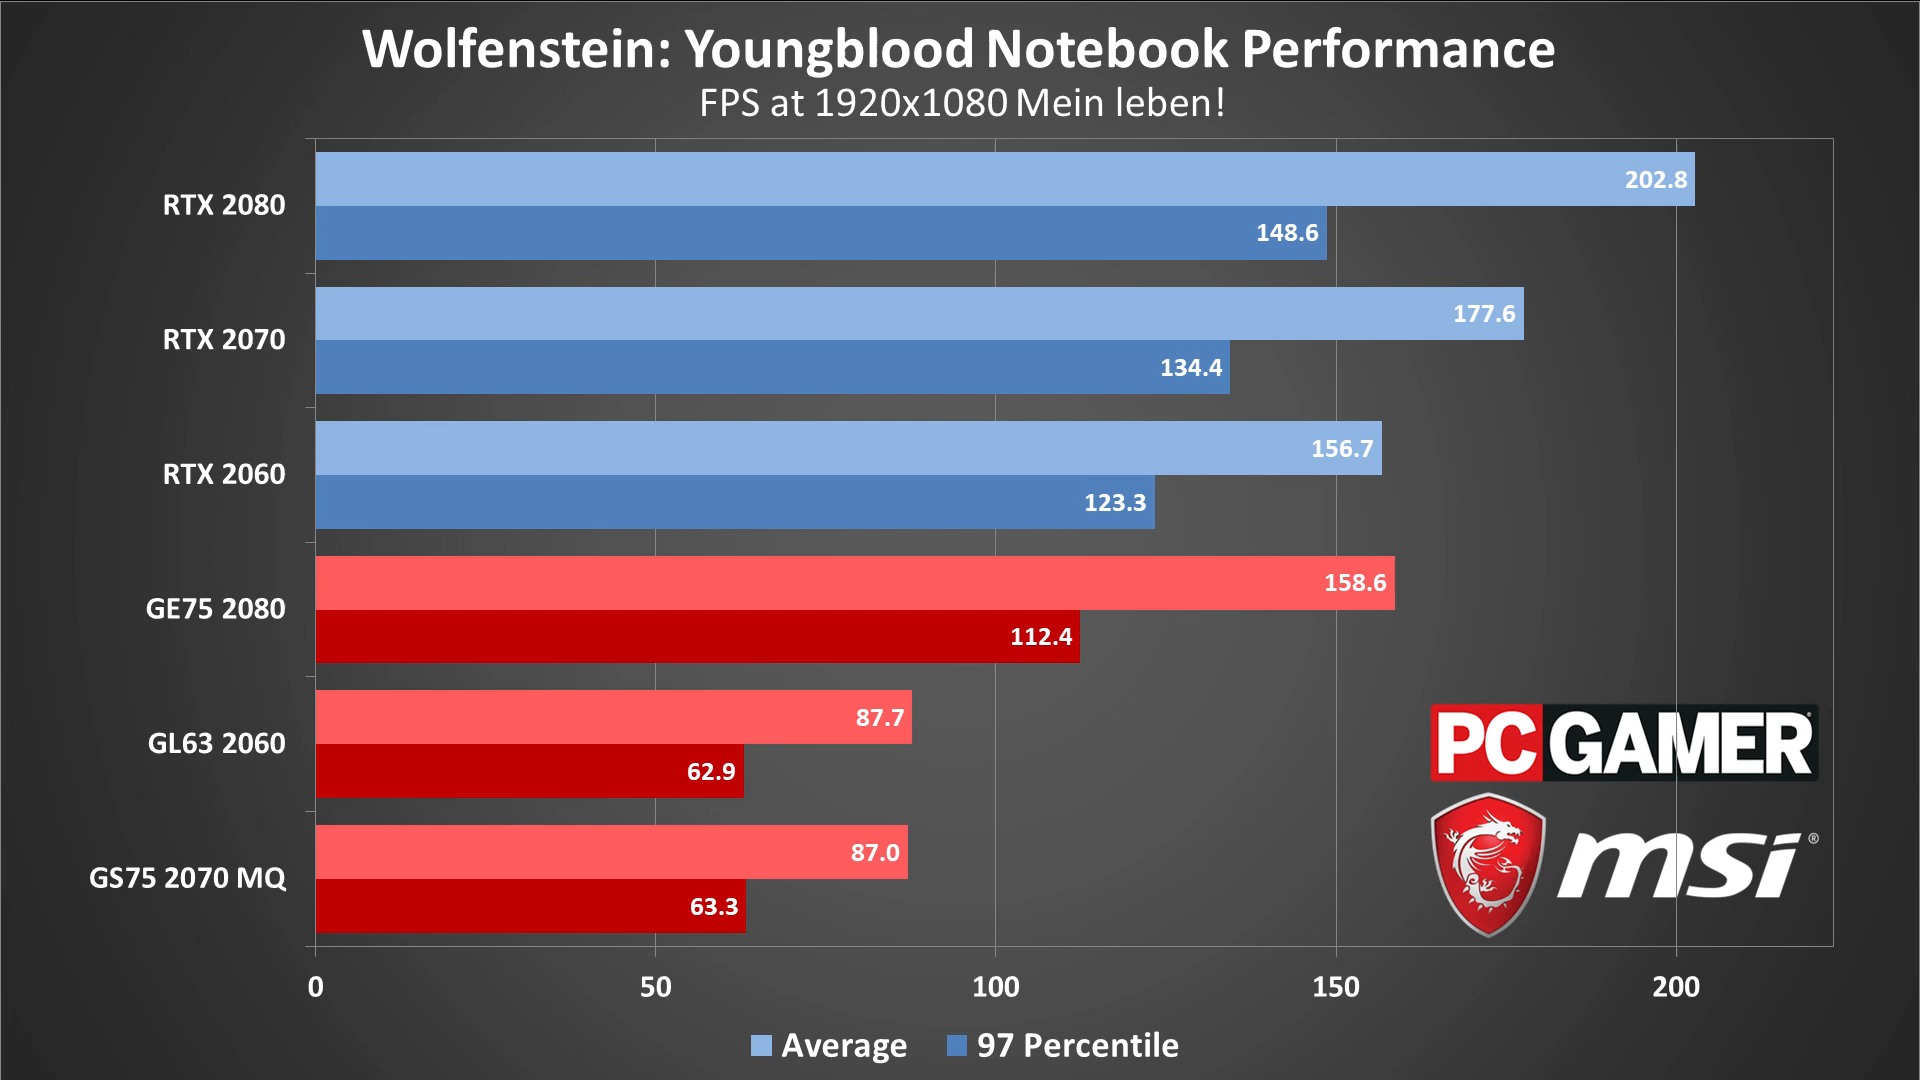 Wolfenstein: Youngblood Notebook Performance
FPS at 1920x1080 Mein leben!
RTX 2080
202.8
148.6
RTX 2070
177.6
134.4
RTX 2060
156.7
123.3
GE75 2080
158.6
112.4
GL63 2060
87.7
62.9
GS75 2070 MQ
87.0
63.3
PC GAMER
msi®
0 50 100 150 200
Average 97 Percentile